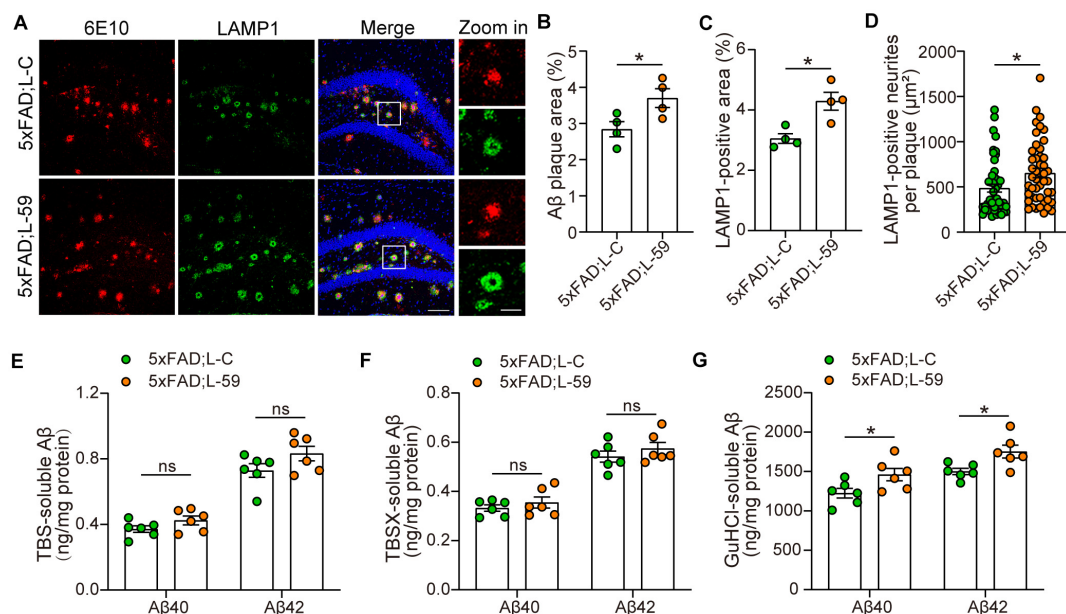 A
6E10
LAMP1
Merge
Zoom in
5xFAD;L-C
5xFAD;L-59
B
Aβ plaque area (%)
5
4
3
2
1
0
*
5xFAD;L-C
5xFAD;L-59
C
LAMP1-positive area (%)
6
4
2
0
*
5xFAD;L-C
5xFAD;L-59
D
LAMP1-positive neurites
per plaque (µm²)
2000
1500
1000
500
0
*
5xFAD;L-C
5xFAD;L-59
E
5xFAD;L-C
5xFAD;L-59
TBS-soluble Aβ
(ng/mg protein)
1.2
0.8
0.4
0.0
ns
ns
Aβ40
Aβ42
F
5xFAD;L-C
5xFAD;L-59
TBSX-soluble Aβ
(ng/mg protein)
0.8
0.6
0.4
0.2
0.0
ns
ns
Aβ40
Aβ42
G
5xFAD;L-C
5xFAD;L-59
GuHCl-soluble Aβ
(ng/mg protein)
2500
2000
1500
1000
500
0
*
*
Aβ40
Aβ42